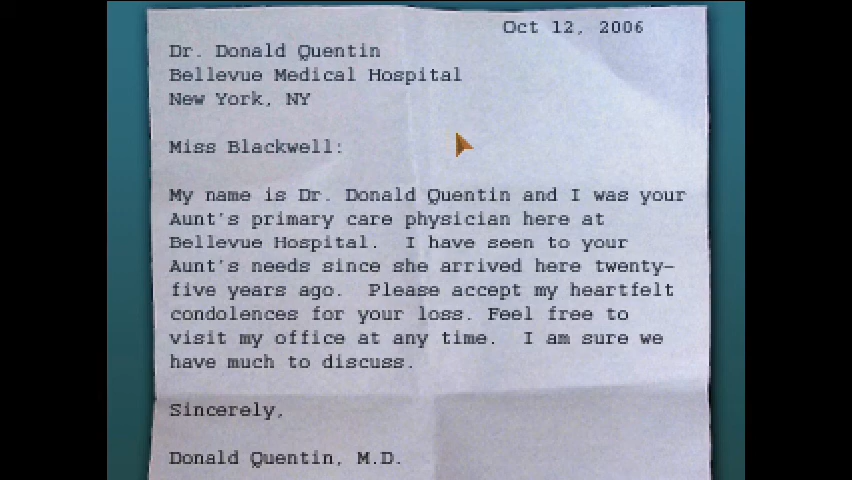 Oct 12, 2006
Dr. Donald Quentin
Bellevue Medical Hospital
New York, NY
Miss Blackwell:
My name is Dr. Donald Quentin and I was your
Aunt's primary care physician here at
Bellevue Hospital.  I have seen to your
Aunt's needs since she arrived here twenty-
five years ago.  Please accept my heartfelt
condolences for your loss. Feel free to
visit my office at any time.  I am sure we
have much to discuss.
Sincerely,
Donald Quentin, M.D.